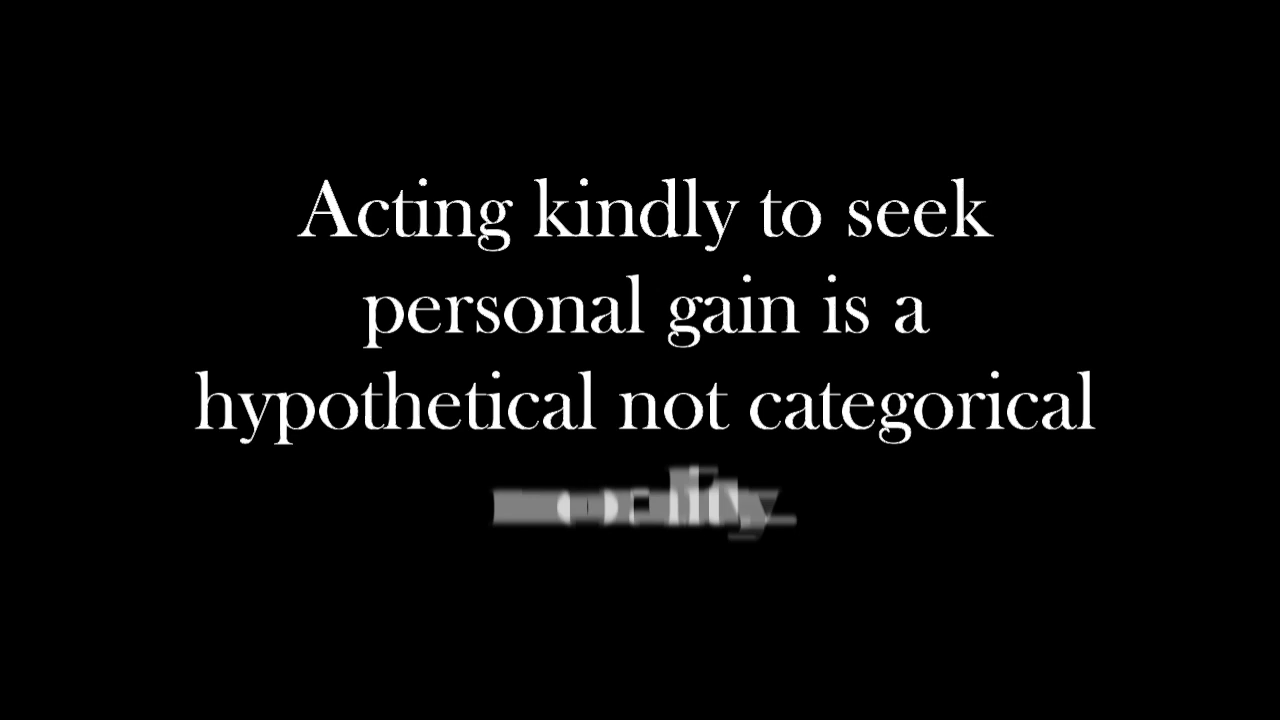 Acting kindly to seek
personal gain is a
hypothetical not categorical